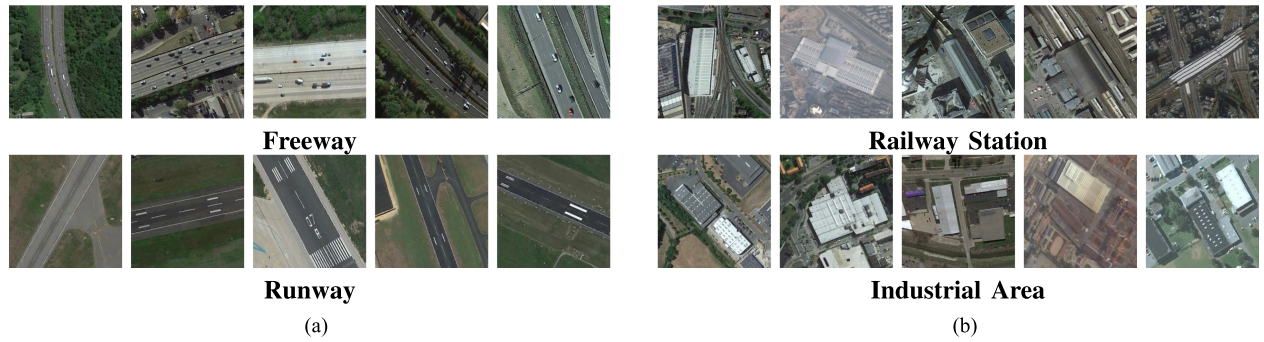 Freeway
Railway Station
Runway
Industrial Area
(a)
(b)